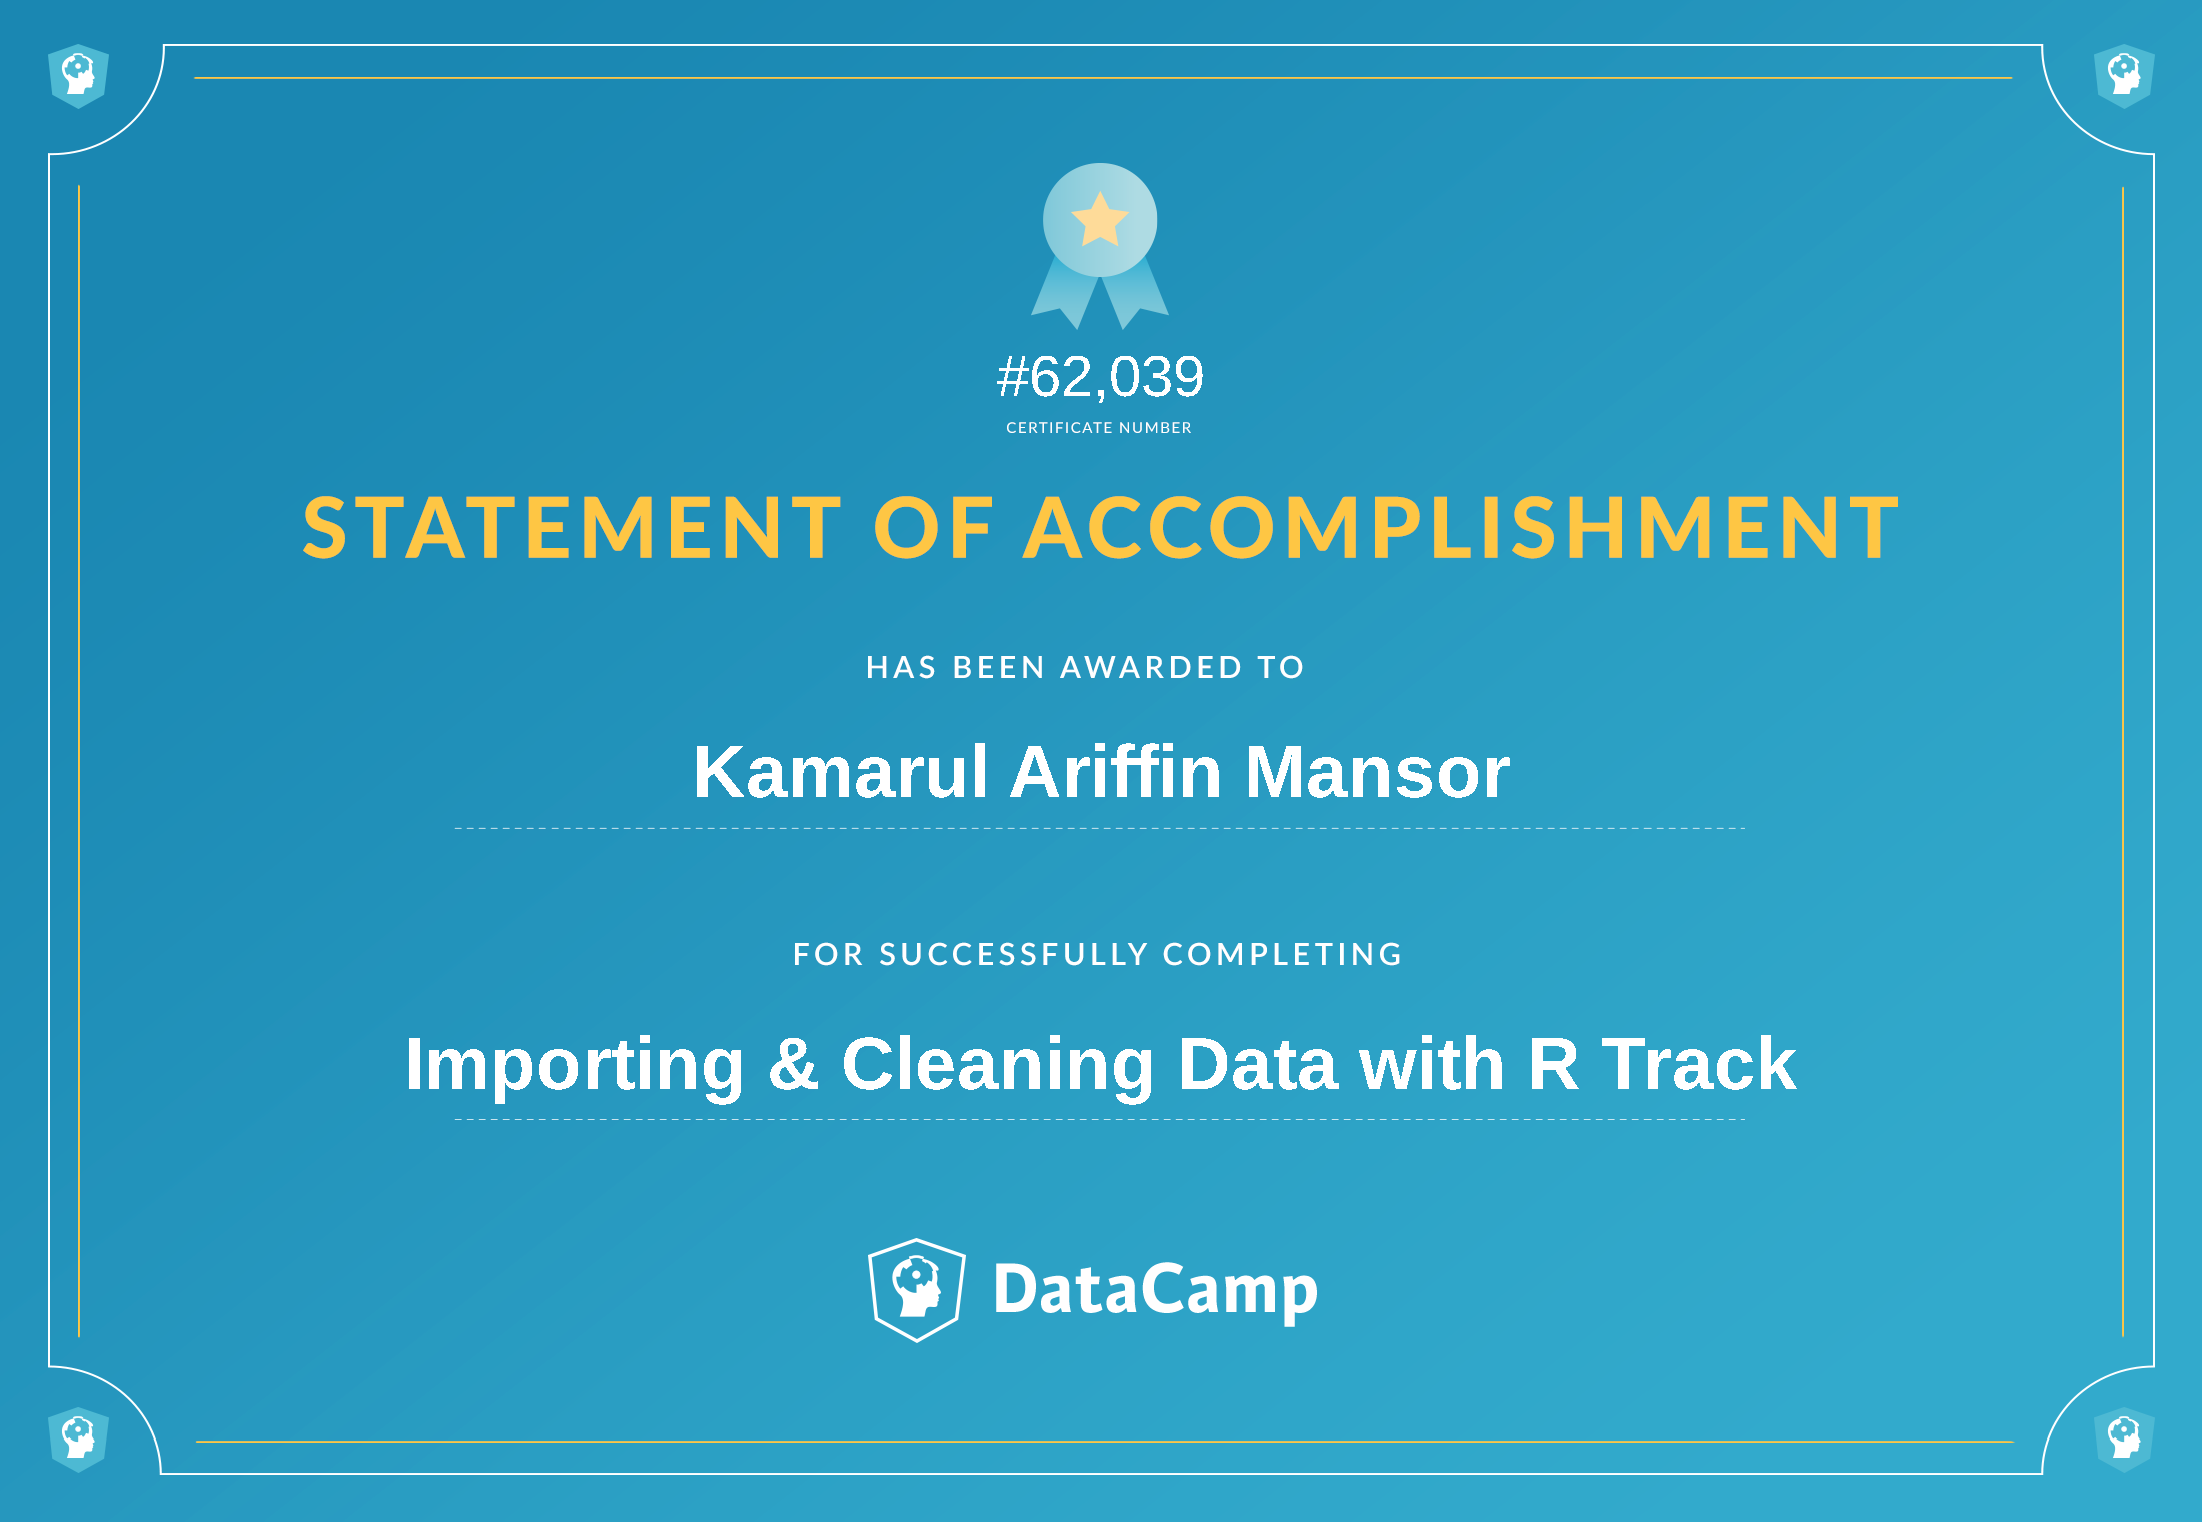 #62,039
CERTIFICATE NUMBER
STATEMENT OF ACCOMPLISHMENT
HAS BEEN AWARDED TO
Kamarul Ariffin Mansor
FOR SUCCESSFULLY COMPLETING
Importing & Cleaning Data with R Track
DataCamp